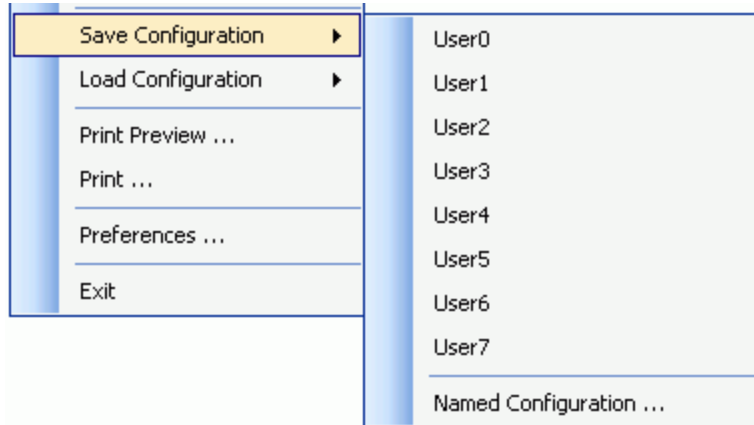 Save Configuration
Load Configuration
Print Preview ...
Print ...
Preferences ...
Exit
User0
User1
User2
User3
User4
User5
User6
User7
Named Configuration ...